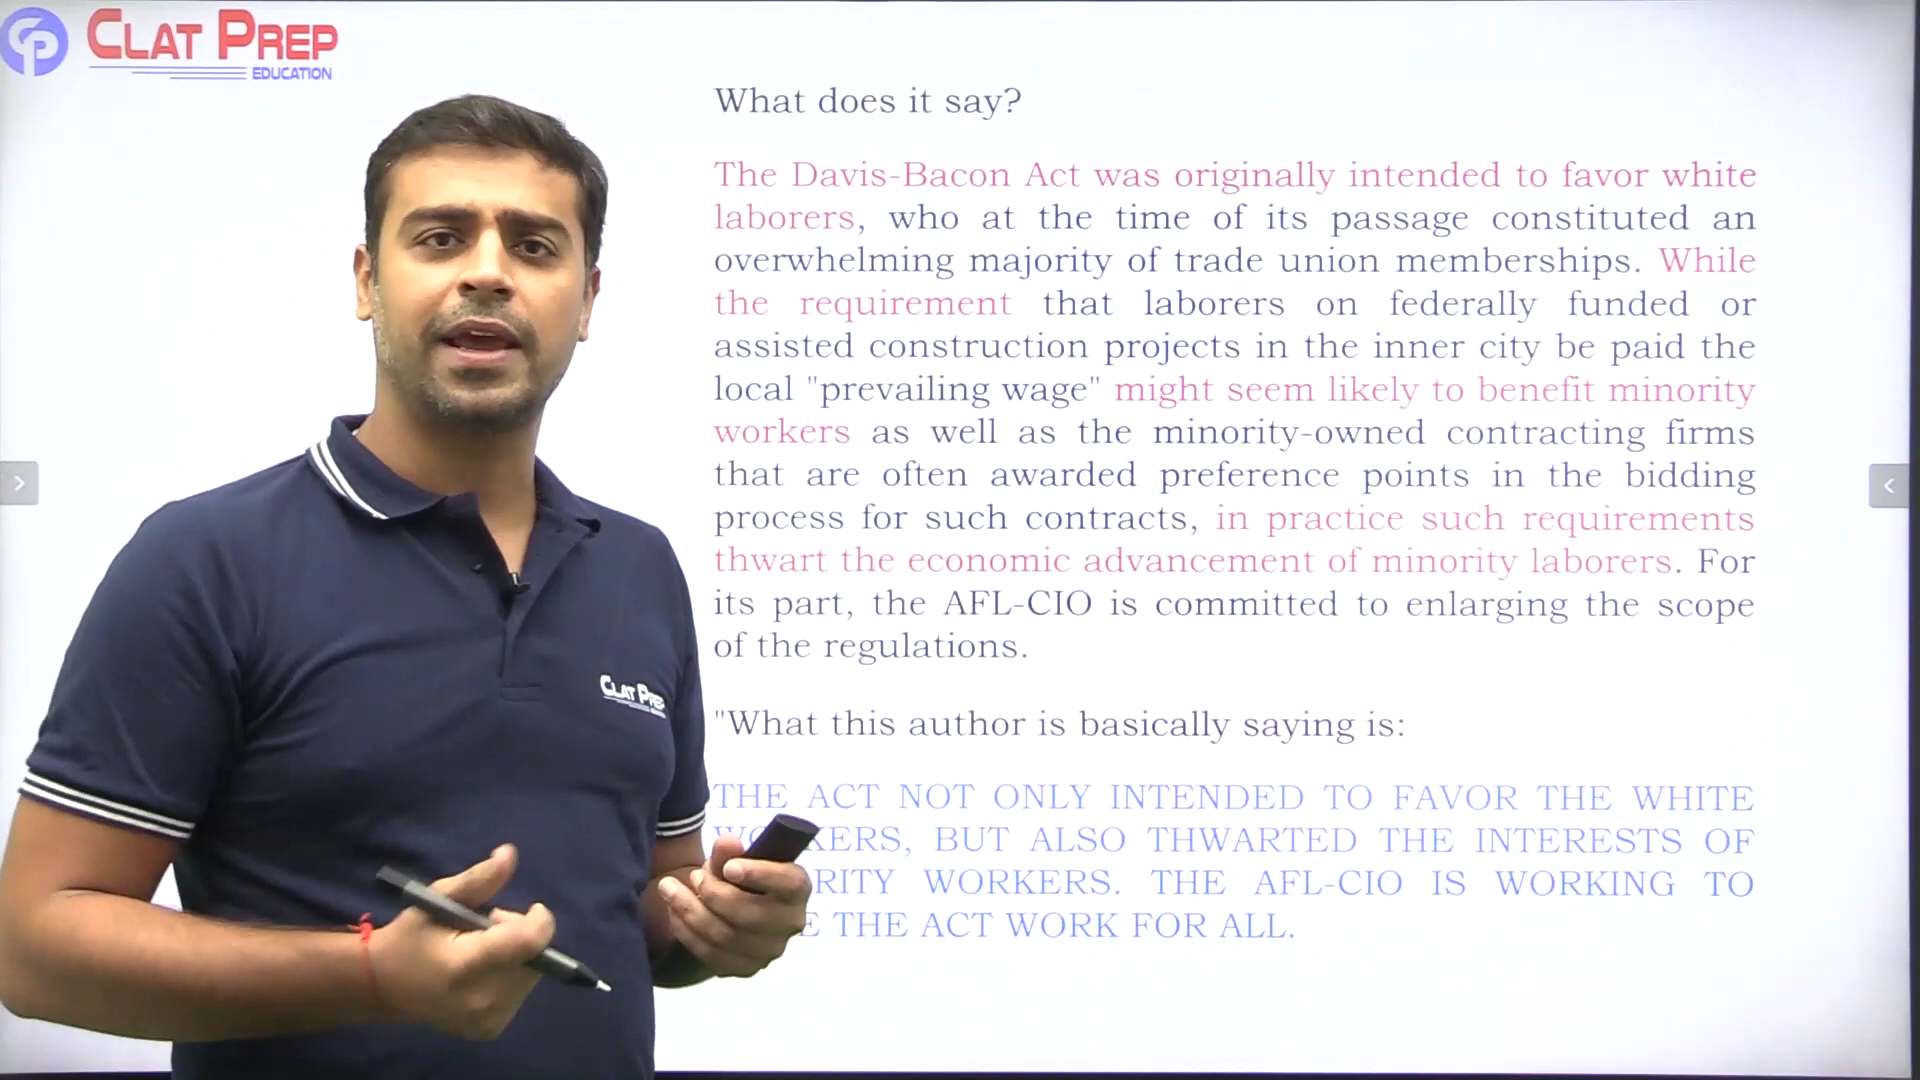 CLAT PREP
EDUCATION
What does it say?
The Davis-Bacon Act was originally intended to favor white
laborers, who at the time of its passage constituted an
overwhelming majority of trade union memberships. While
the requirement that laborers on federally funded or
assisted construction projects in the inner city be paid the
local "prevailing wage" might seem likely to benefit minority
workers as well as the minority-owned contracting firms
that are often awarded preference points in the bidding
process for such contracts, in practice such requirements
thwart the economic advancement of minority laborers. For
its part, the AFL-CIO is committed to enlarging the scope
of the regulations.
"What this author is basically saying is:
THE ACT NOT ONLY INTENDED TO FAVOR THE WHITE
BUT ALSO THWARTED THE INTERESTS OF
WORKERS. THE AFL-CIO IS WORKING TO
THE ACT WORK FOR ALL.
CLAT PREP